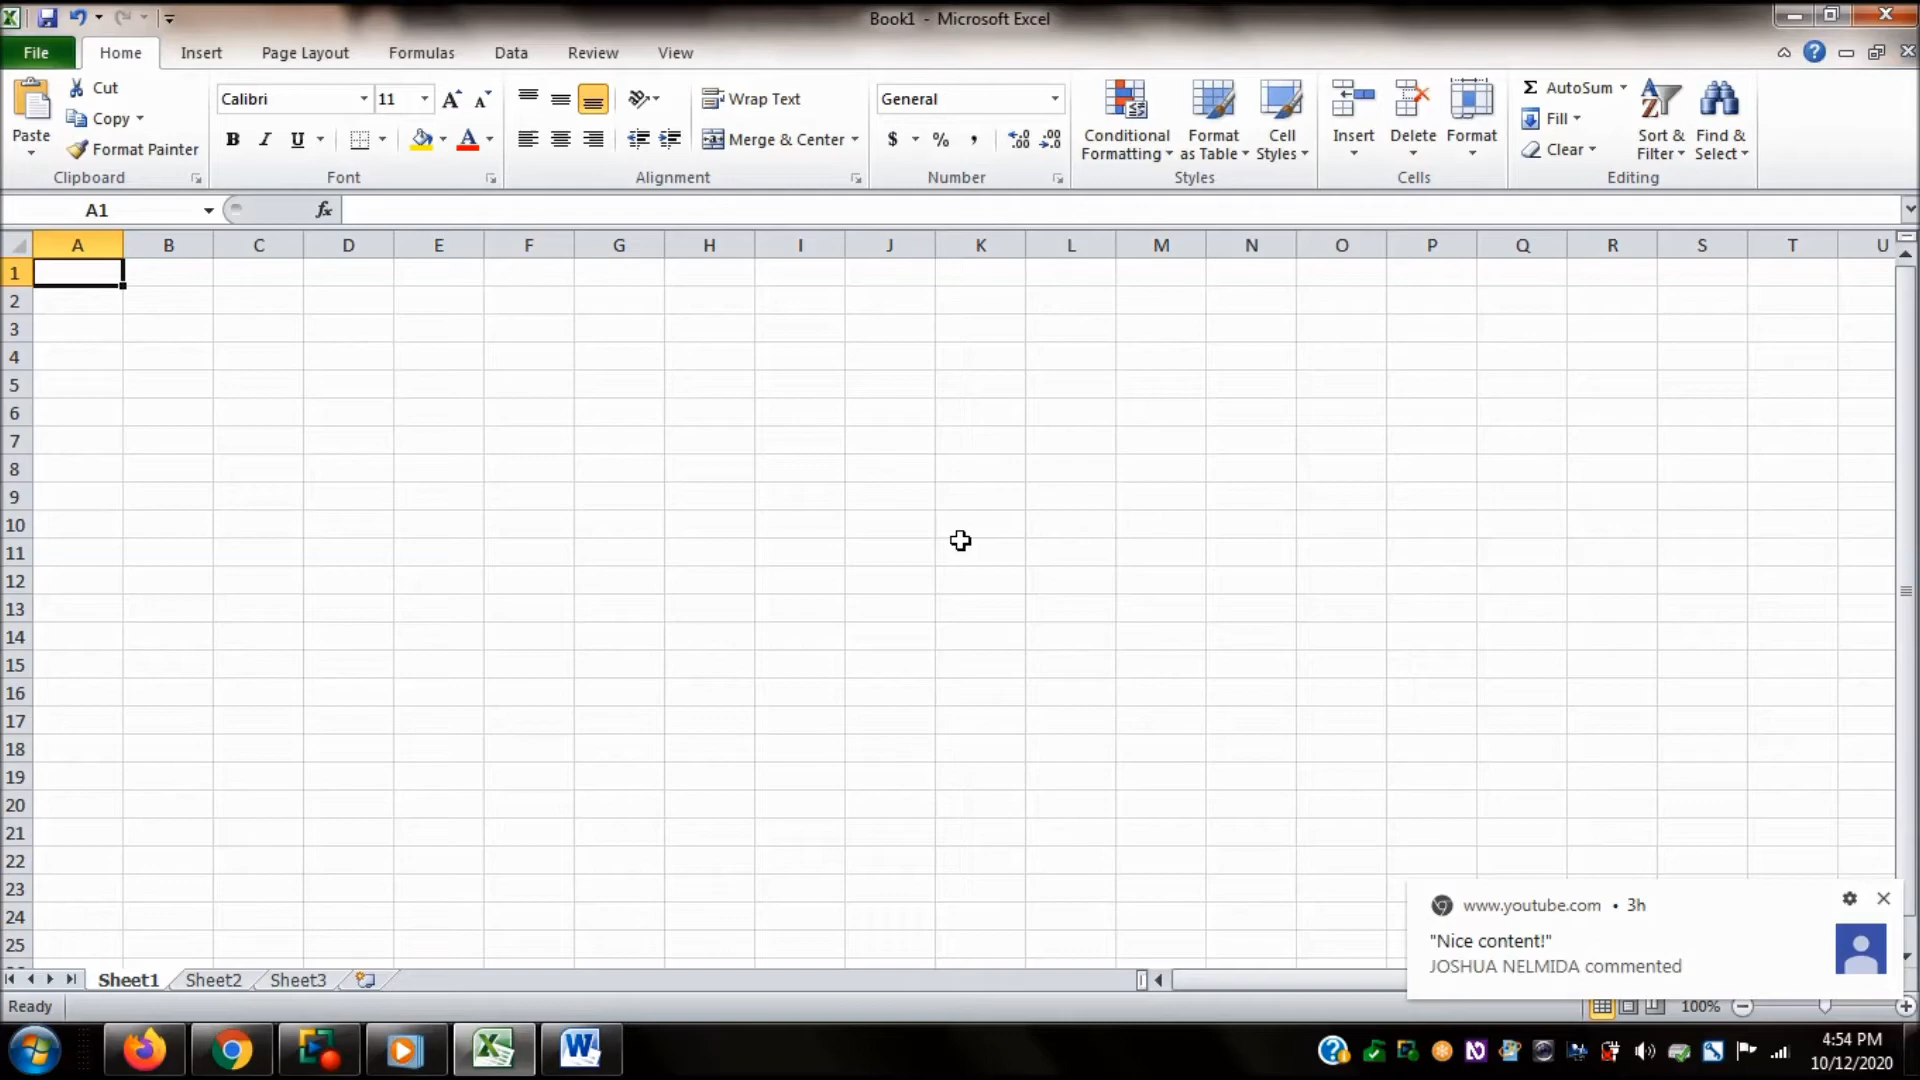 Book1 - Microsoft Excel
File Home Insert Page Layout Formulas Data Review View
Paste
Cut
Copy
Format Painter
Clipboard
Calibri 11
B I U A
Font
Wrap Text
Merge & Center
Alignment
General
$ % , .00 .00
Number
Conditional Formatting
Format as Table
Cell Styles
Styles
Insert Delete Format
Cells
AutoSum
Fill
Clear
Sort & Filter
Find & Select
Editing
A1 fx
A B C D E F G H I J K L M N O P Q R S T U
1
2
3
4
5
6
7
8
9
10
11
12
13
14
15
16
17
18
19
20
21
22
23
24
25
www.youtube.com • 3h
"Nice content!"
JOSHUA NELMIDA commented
Sheet1 Sheet2 Sheet3
Ready 100%
4:54 PM
10/12/2020